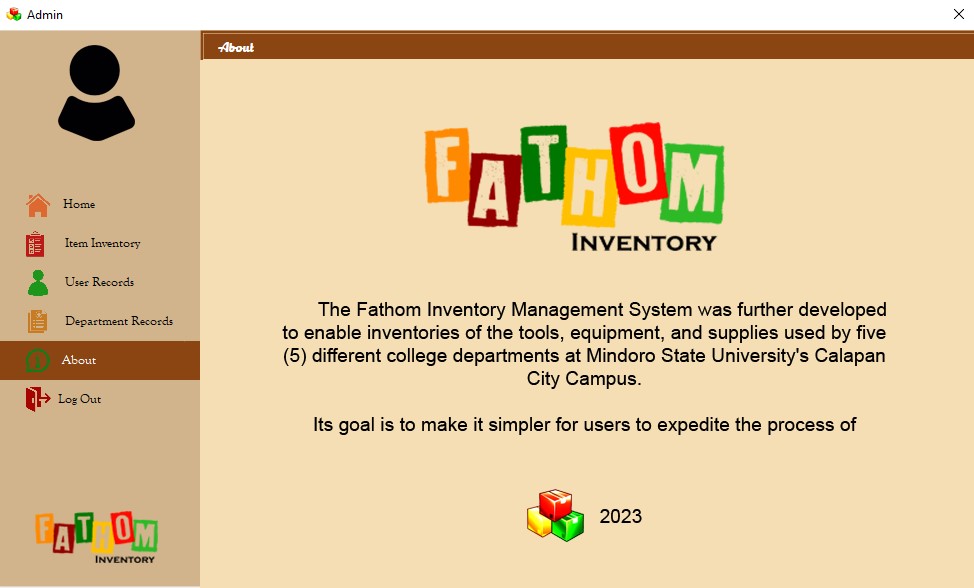 Admin
About
Home
Item Inventory
User Records
Department Records
About
Log Out
FATHOM
INVENTORY
FATHOM
INVENTORY
The Fathom Inventory Management System was further developed
to enable inventories of the tools, equipment, and supplies used by five
(5) different college departments at Mindoro State University's Calapan
City Campus.
Its goal is to make it simpler for users to expedite the process of
2023